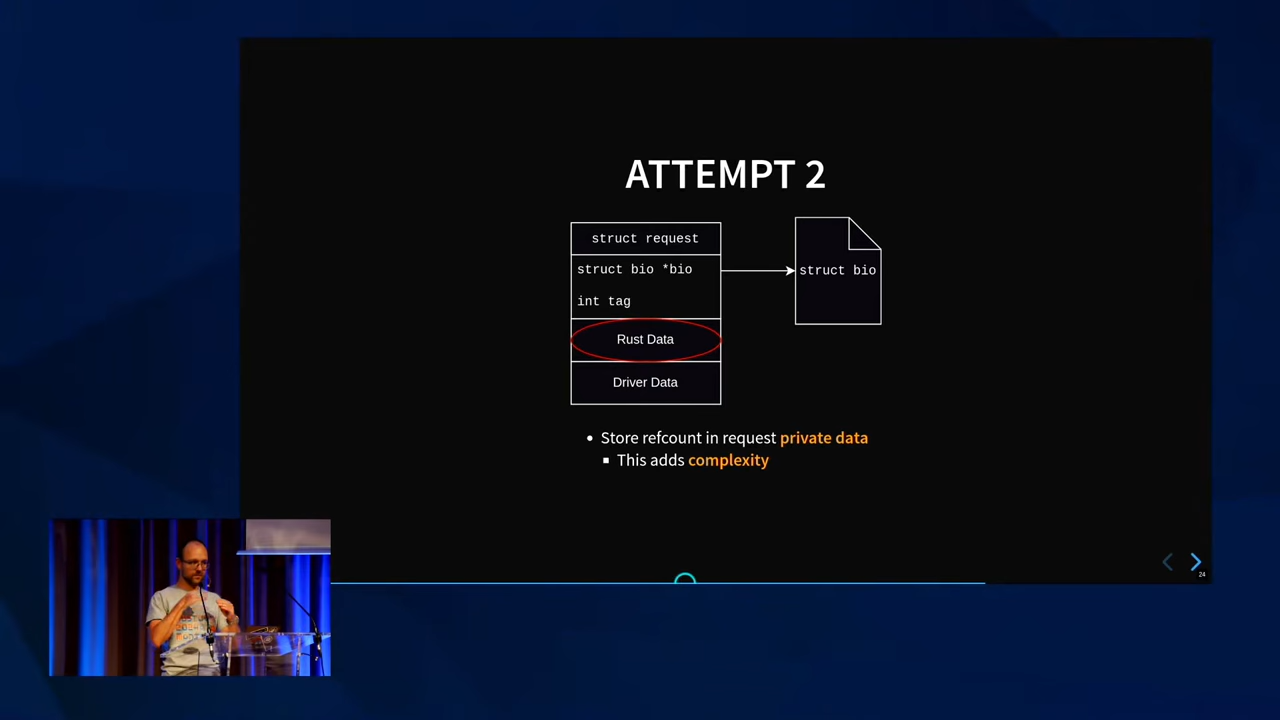 ATTEMPT 2
struct request
struct bio *bio
int tag
Rust Data
Driver Data
struct bio
Store refcount in request private data
This adds complexity
24